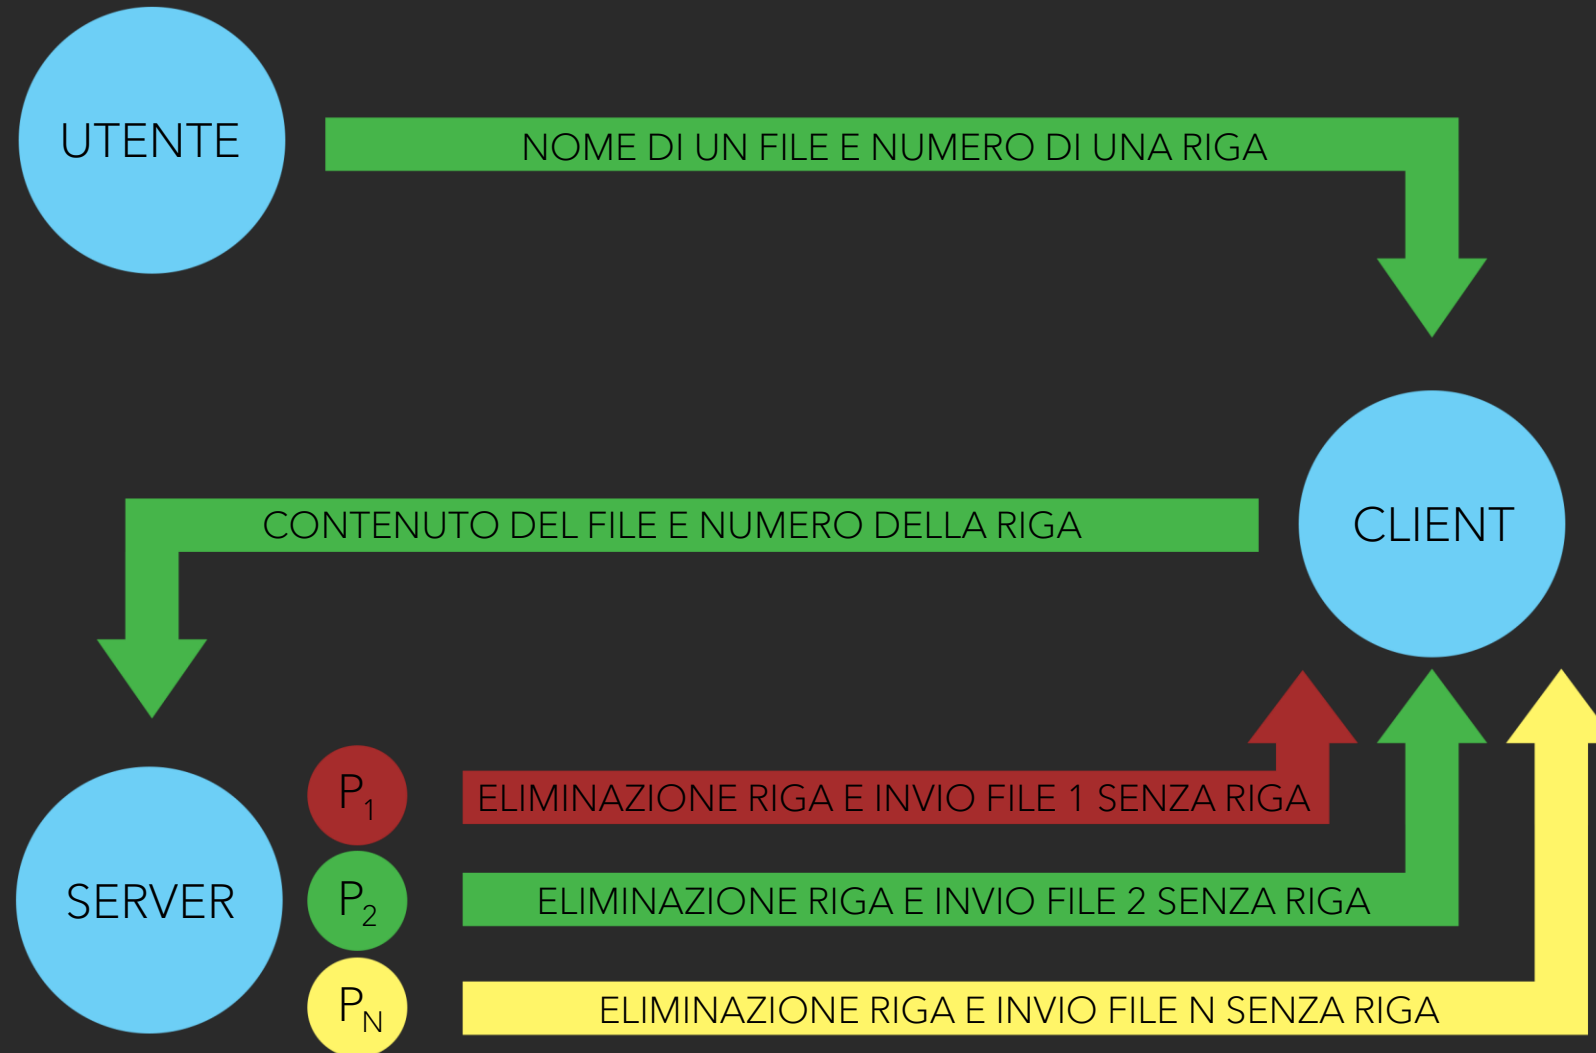 UTENTE
NOME DI UN FILE E NUMERO DI UNA RIGA
CLIENT
CONTENUTO DEL FILE E NUMERO DELLA RIGA
SERVER
P₁
ELIMINAZIONE RIGA E INVIO FILE 1 SENZA RIGA
P₂
ELIMINAZIONE RIGA E INVIO FILE 2 SENZA RIGA
P_N
ELIMINAZIONE RIGA E INVIO FILE N SENZA RIGA